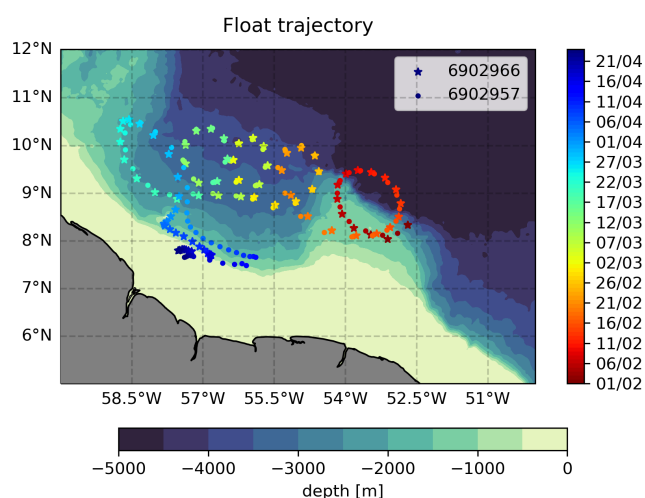 Float trajectory
12°N
11°N
10°N
9°N
8°N
7°N
6°N
6902966
6902957
58.5°W 57°W 55.5°W 54°W 52.5°W 51°W
21/04
16/04
11/04
06/04
01/04
27/03
22/03
17/03
12/03
07/03
02/03
26/02
21/02
16/02
11/02
06/02
01/02
−5000 −4000 −3000 −2000 −1000 0
depth [m]